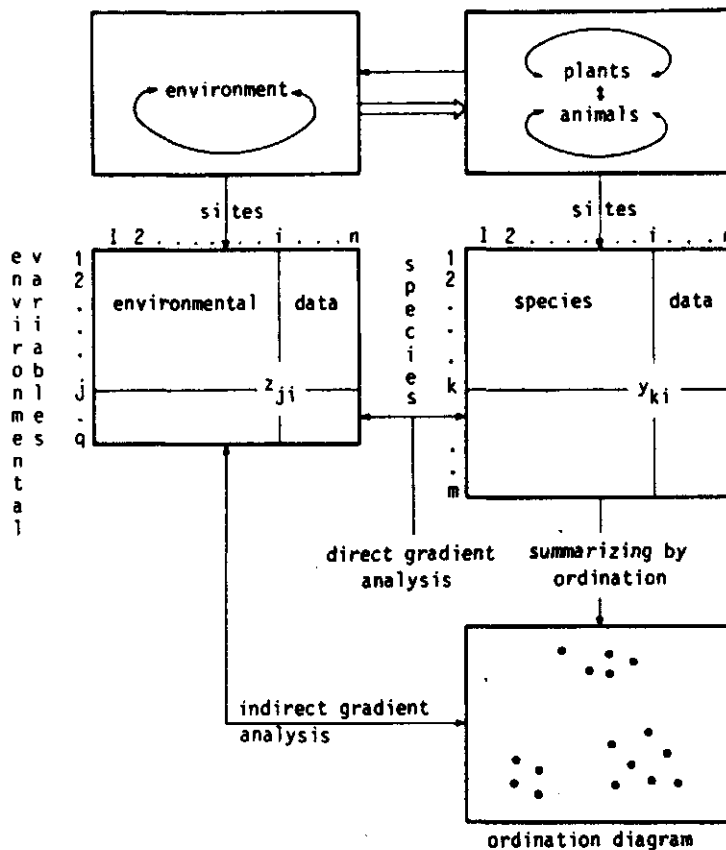 environment
plants
animals
sites
sites
1 2 . . . . . . . i . . . n
1 2 . . . . . . . i . . .
environmental
variables
1
2
.
.
.
j
.
q
environmental data
z ji
species
1
2
.
.
.
k
.
.
m
species data
y ki
direct gradient
analysis
summarizing by
ordination
indirect gradient
analysis
ordination diagram